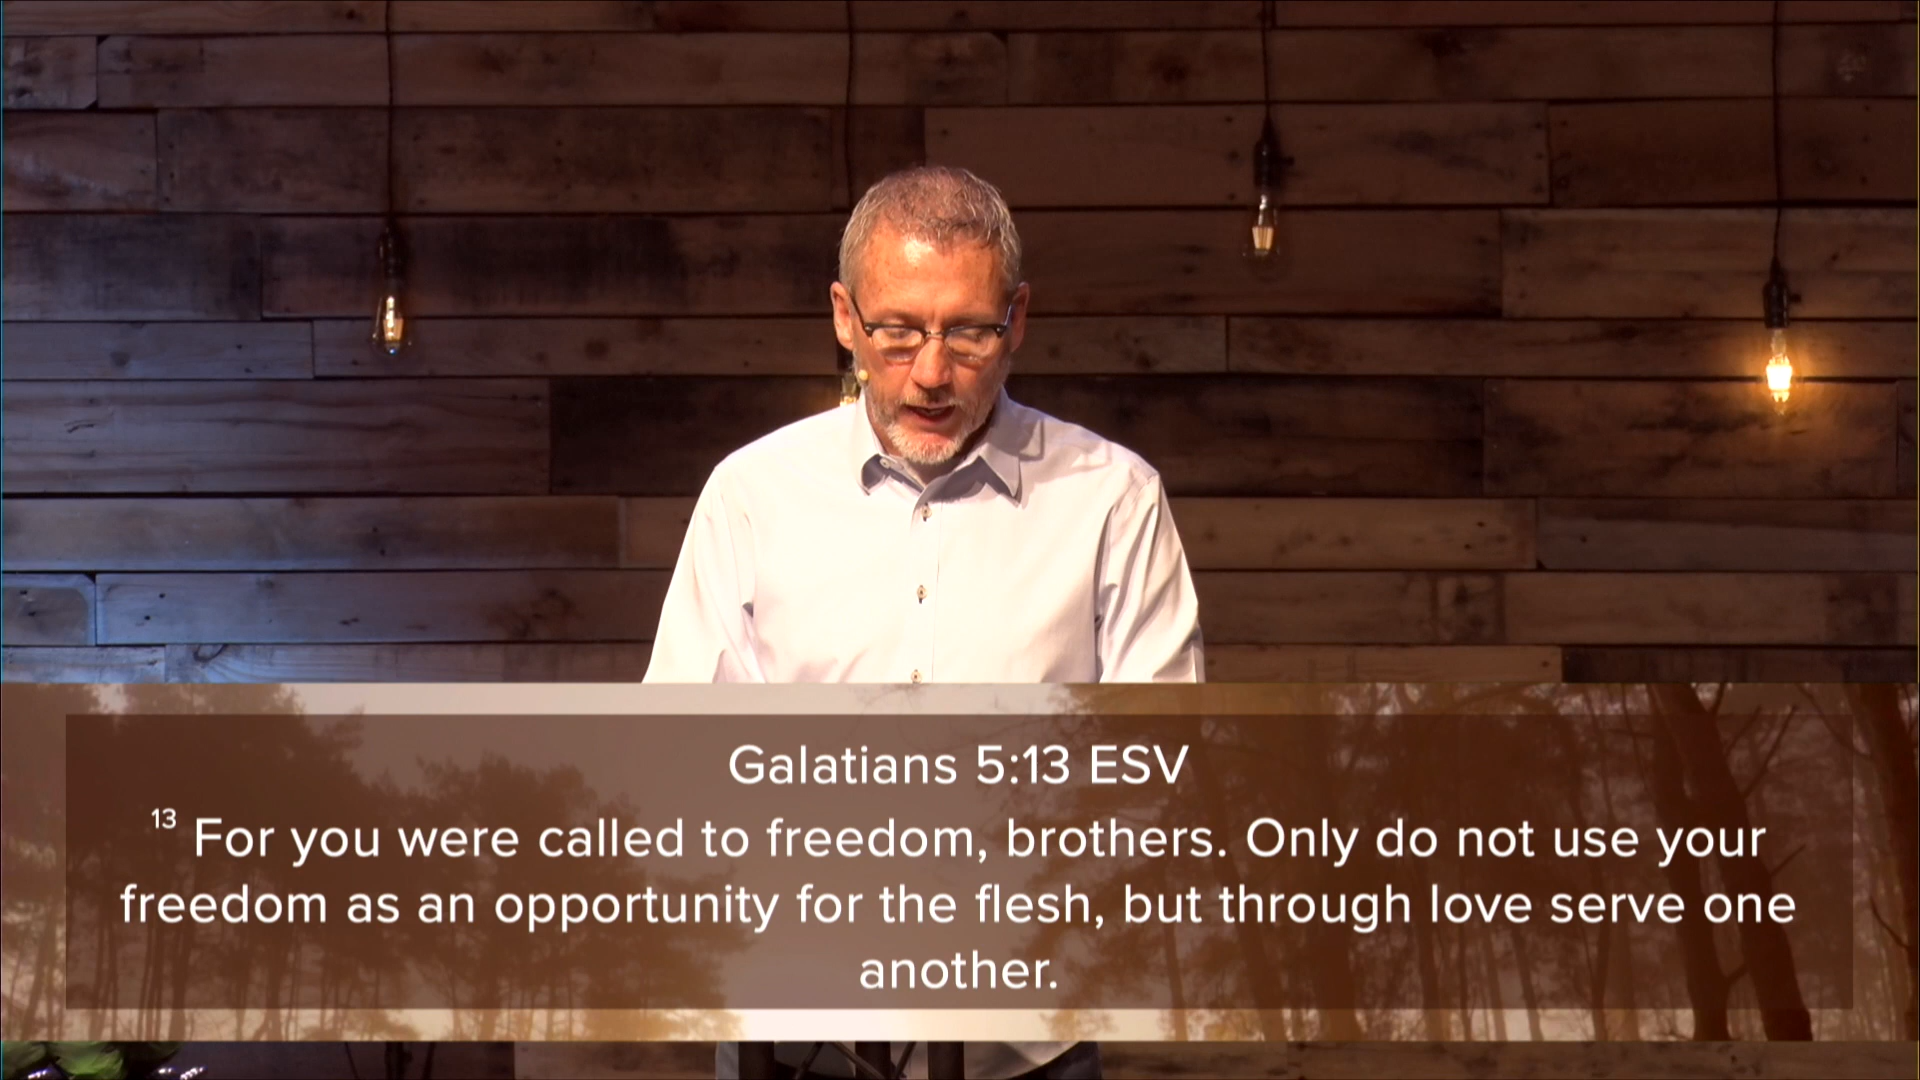 Galatians 5:13 ESV
13 For you were called to freedom, brothers. Only do not use your
freedom as an opportunity for the flesh, but through love serve one
another.